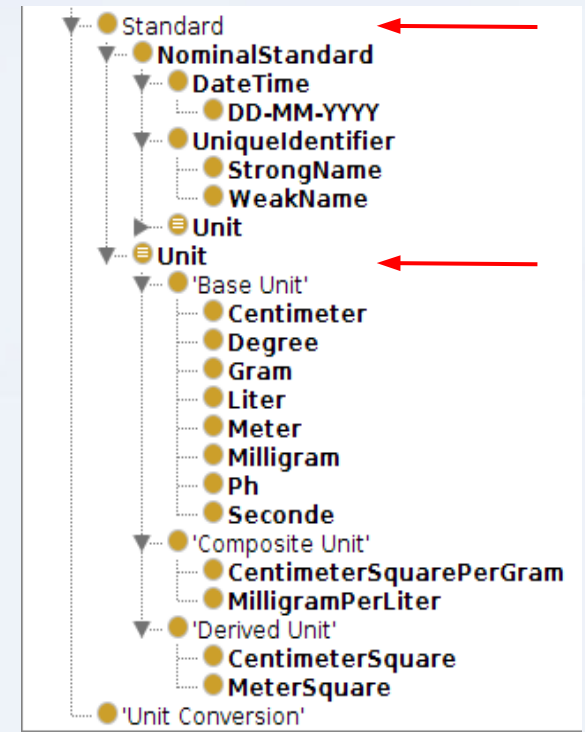 Standard
NominalStandard
DateTime
DD-MM-YYYY
UniqueIdentifier
StrongName
WeakName
Unit
Unit
'Base Unit'
Centimeter
Degree
Gram
Liter
Meter
Milligram
Ph
Seconde
'Composite Unit'
CentimeterSquarePerGram
MilligramPerLiter
'Derived Unit'
CentimeterSquare
MeterSquare
'Unit Conversion'